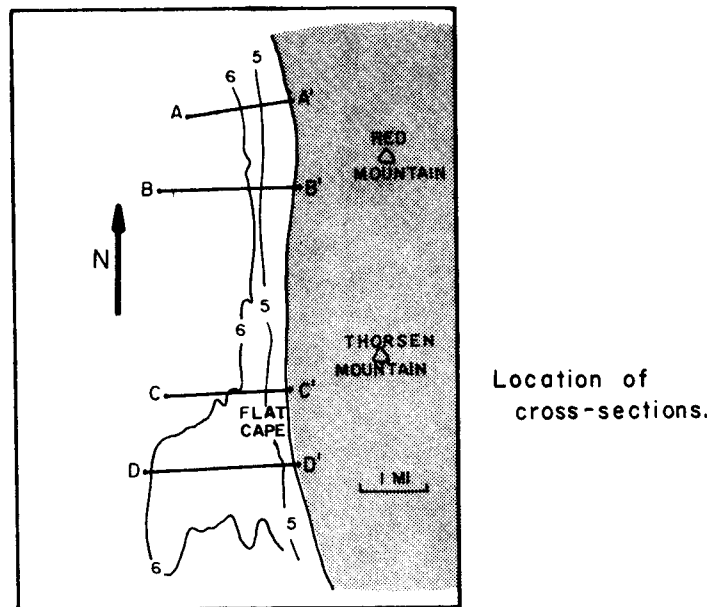 5
6
A
A'
RED
MOUNTAIN
B
B'
N
5
6
THORSEN
MOUNTAIN
C
C'
FLAT
CAPE
Location of
cross-sections.
D
D'
1 MI
5
6